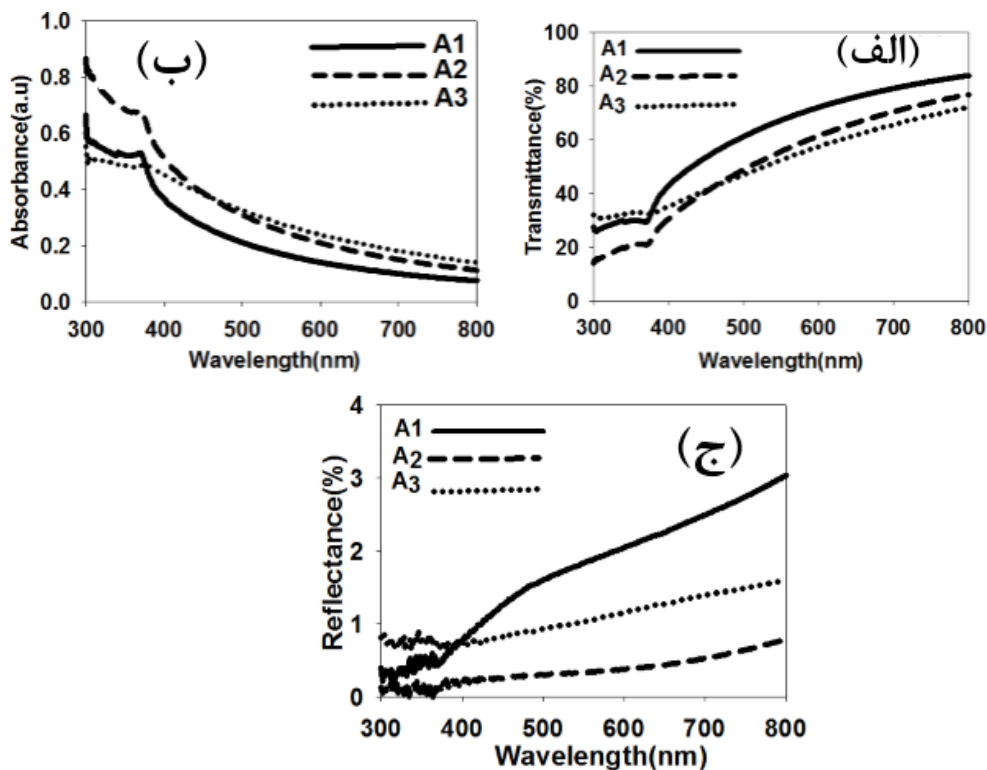 (ب)
A1
A2
A3
1.0
0.8
0.6
0.4
0.2
0.0
Absorbance(a.u)
300 400 500 600 700 800
Wavelength(nm)
(الف)
A1
A2
A3
100
80
60
40
20
0
Transmittance(%)
300 400 500 600 700 800
Wavelength(nm)
(ج)
A1
A2
A3
4
3
2
1
0
Reflectance(%)
300 400 500 600 700 800
Wavelength(nm)